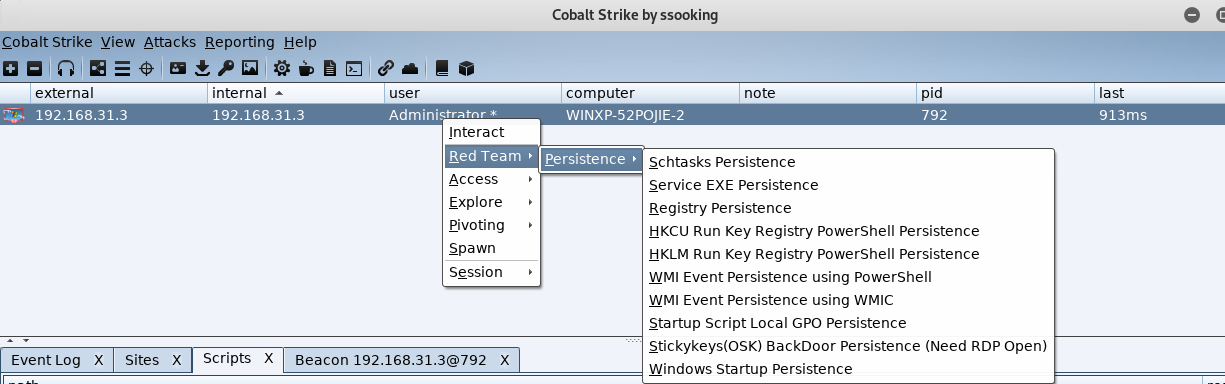 Cobalt Strike by ssooking
Cobalt Strike View Attacks Reporting Help
external internal user computer note pid last
192.168.31.3 192.168.31.3 Administrator * WINXP-52POJIE-2 792 913ms
Interact
Red Team
Access
Explore
Pivoting
Spawn
Session
Persistence
Schtasks Persistence
Service EXE Persistence
Registry Persistence
HKCU Run Key Registry PowerShell Persistence
HKLM Run Key Registry PowerShell Persistence
WMI Event Persistence using PowerShell
WMI Event Persistence using WMIC
Startup Script Local GPO Persistence
Stickykeys(OSK) BackDoor Persistence (Need RDP Open)
Windows Startup Persistence
Event Log X Sites X Scripts X Beacon 192.168.31.3@792 X